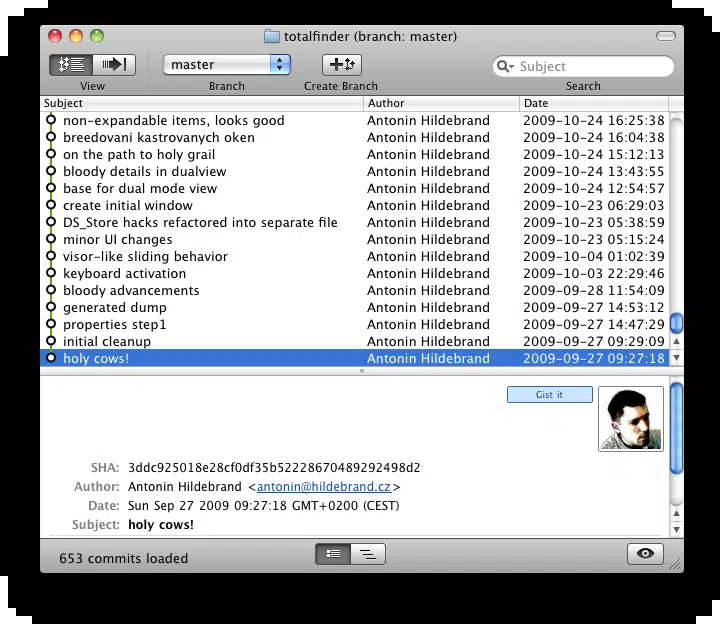 totalfinder (branch: master)
master
Subject
View
Branch
Create Branch
Search
Subject Author Date
non-expandable items, looks good Antonin Hildebrand 2009-10-24 16:25:38
breedovani kastrovanych oken Antonin Hildebrand 2009-10-24 16:04:38
on the path to holy grail Antonin Hildebrand 2009-10-24 15:12:13
bloody details in dualview Antonin Hildebrand 2009-10-24 13:43:55
base for dual mode view Antonin Hildebrand 2009-10-24 12:54:57
create initial window Antonin Hildebrand 2009-10-23 06:29:03
DS_Store hacks refactored into separate file Antonin Hildebrand 2009-10-23 05:38:59
minor UI changes Antonin Hildebrand 2009-10-23 05:15:24
visor-like sliding behavior Antonin Hildebrand 2009-10-04 01:02:39
keyboard activation Antonin Hildebrand 2009-10-03 22:29:46
bloody advancements Antonin Hildebrand 2009-09-28 11:54:09
generated dump Antonin Hildebrand 2009-09-27 14:53:12
properties step1 Antonin Hildebrand 2009-09-27 14:47:29
initial cleanup Antonin Hildebrand 2009-09-27 09:29:09
holy cows! Antonin Hildebrand 2009-09-27 09:27:18
Gist it
SHA: 3ddc925018e28cf0df35b52228670489292498d2
Author: Antonin Hildebrand <antonin@hildebrand.cz>
Date: Sun Sep 27 2009 09:27:18 GMT+0200 (CEST)
Subject: holy cows!
653 commits loaded